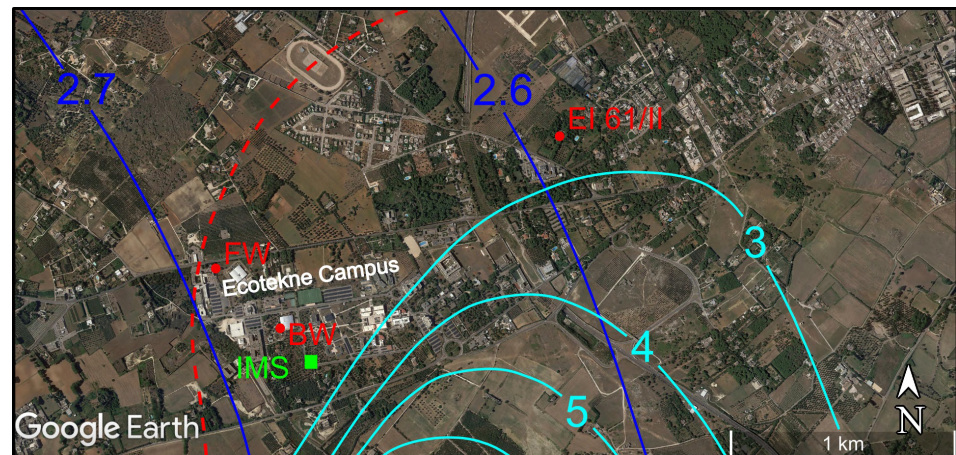 2.7
2.6
EI 61/II
3
FW
Ecotekne Campus
BW
4
IMS
5
Google Earth
N
1 km